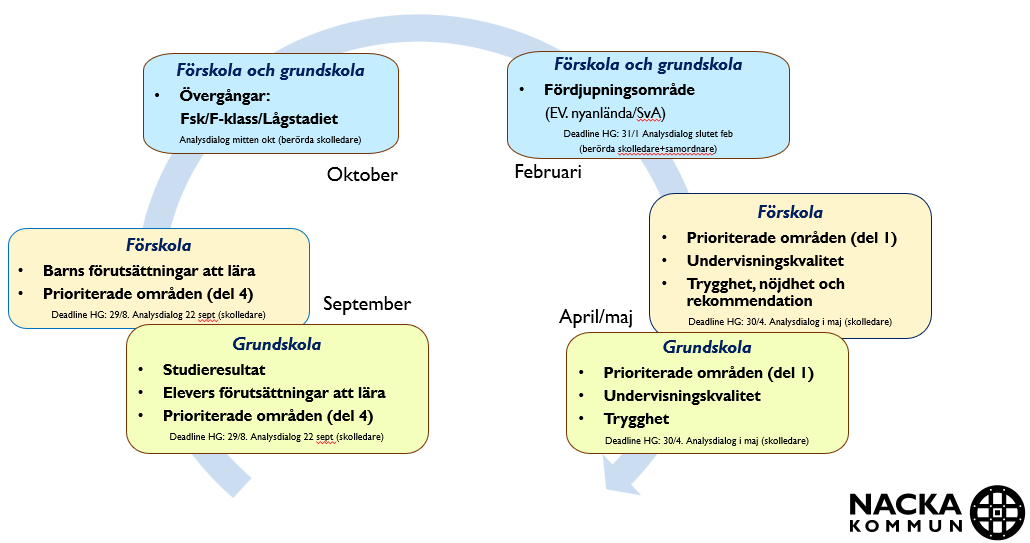 Förskola och grundskola
• Övergångar:
Fsk/F-klass/Lågstadiet
Analysdialog mitten okt (berörda skolledare)
Oktober
Förskola och grundskola
• Fördjupningsområde
(EV. nyanlända/SvA)
Deadline HG: 31/1 Analysdialog slutet feb
(berörda skolledare+samordnare)
Februari
Förskola
• Barns förutsättningar att lära
• Prioriterade områden (del 4)
Deadline HG: 29/8. Analysdialog 22 sept (skolledare)
September
Grundskola
• Studieresultat
• Elevers förutsättningar att lära
• Prioriterade områden (del 4)
Deadline HG: 29/8. Analysdialog 22 sept (skolledare)
Förskola
• Prioriterade områden (del 1)
• Undervisningskvalitet
• Trygghet, nöjdhet och
rekommendation
Deadline HG: 30/4. Analysdialog i maj (skolledare)
April/maj
Grundskola
• Prioriterade områden (del 1)
• Undervisningskvalitet
• Trygghet
Deadline HG: 30/4. Analysdialog i maj (skolledare)
NACKA
KOMMUN